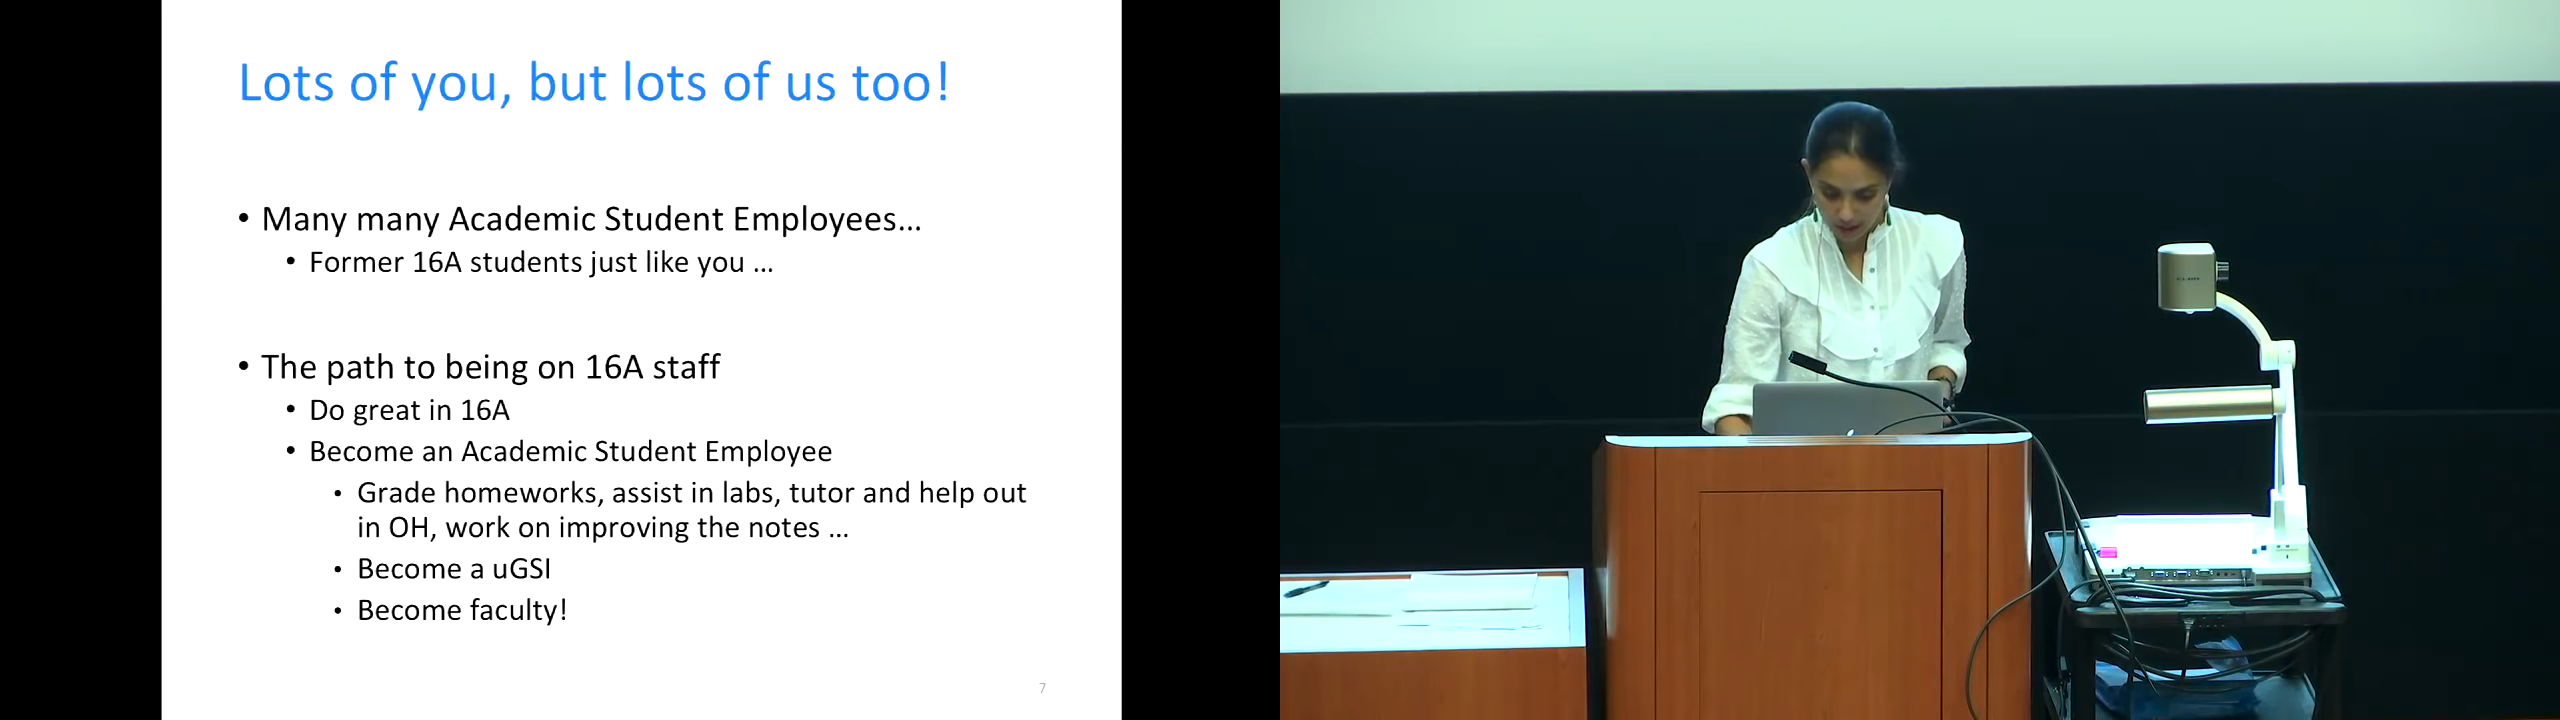 Lots of you, but lots of us too!
• Many many Academic Student Employees…
• Former 16A students just like you …
• The path to being on 16A staff
• Do great in 16A
• Become an Academic Student Employee
• Grade homeworks, assist in labs, tutor and help out
in OH, work on improving the notes …
• Become a uGSI
• Become faculty!
7